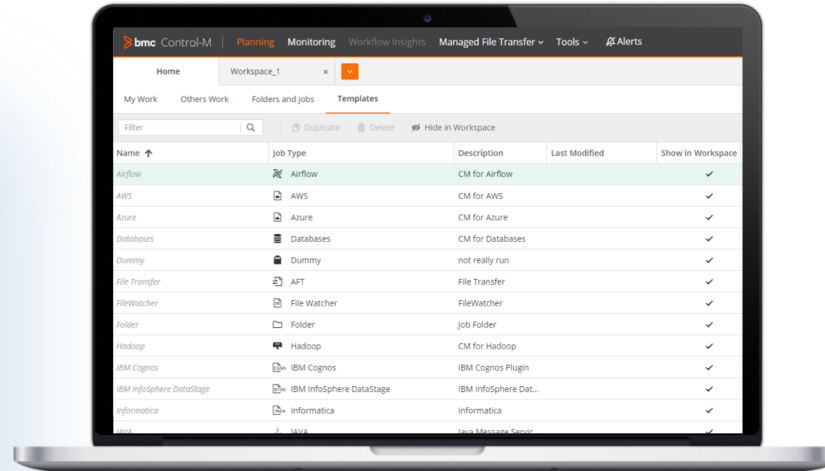 bmc Control-M | Planning Monitoring Workflow Insights Managed File Transfer Tools Alerts
Home Workspace_1 x
My Work Others Work Folders and Jobs Templates
Filter Duplicate Delete Hide in Workspace
Name Job Type Description Last Modified Show in Workspace
Airflow Airflow CM for Airflow
AWS AWS CM for AWS
Azure Azure CM for Azure
Databases Databases CM for Databases
Dummy Dummy not really run
File Transfer AFT File Transfer
FileWatcher File Watcher FileWatcher
Folder Folder Job Folder
Hadoop Hadoop CM for Hadoop
IBM Cognos IBM Cognos IBM Cognos Plugin
IBM InfoSphere DataStage IBM InfoSphere DataStage IBM InfoSphere Dat...
Informatica Informatica Informatica
JAVA JAVA Java Message Servic